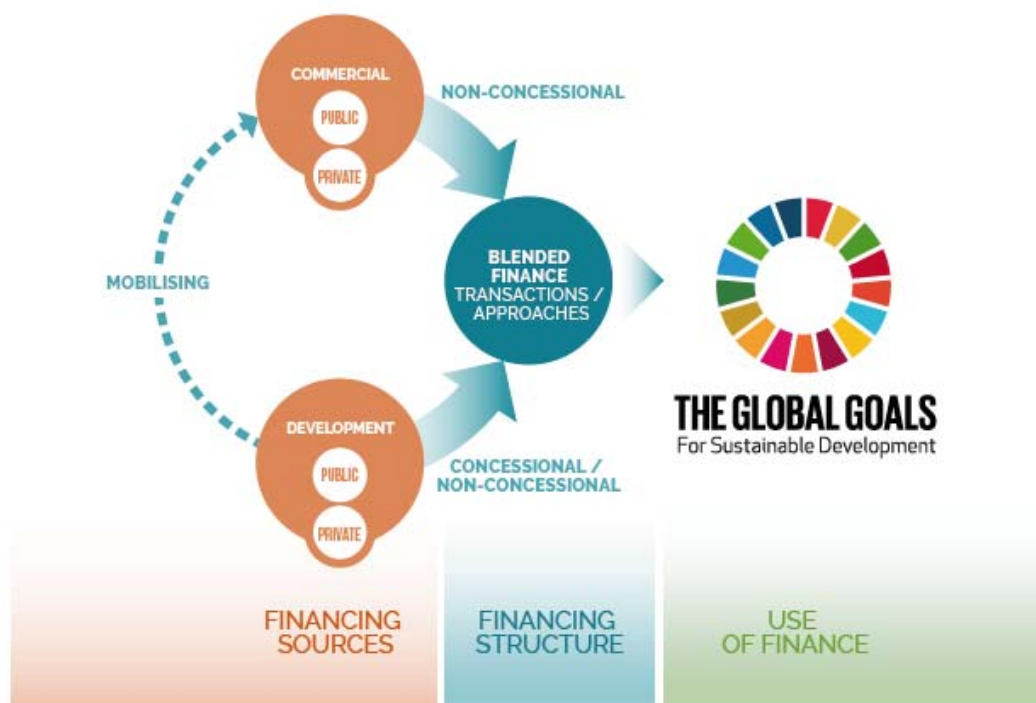 COMMERCIAL
PUBLIC
PRIVATE
NON-CONCESSIONAL
MOBILISING
BLENDED
FINANCE
TRANSACTIONS /
APPROACHES
THE GLOBAL GOALS
For Sustainable Development
DEVELOPMENT
PUBLIC
PRIVATE
CONCESSIONAL /
NON-CONCESSIONAL
FINANCING
SOURCES
FINANCING
STRUCTURE
USE
OF FINANCE